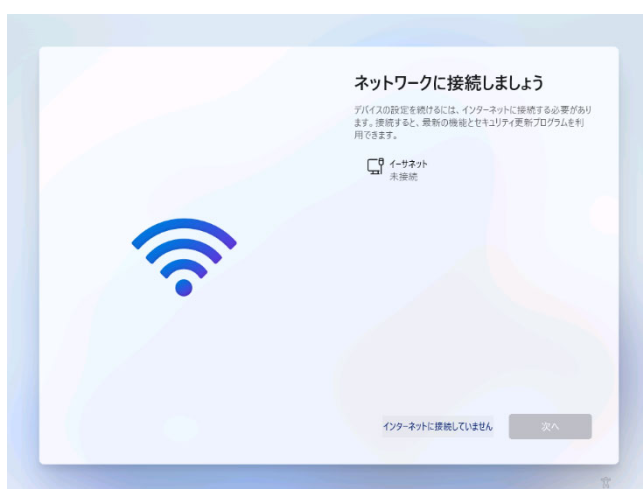 ネットワークに接続しましょう
デバイスの設定を続けるには、インターネットに接続する必要があり
ます。接続すると、最新の機能とセキュリティ更新プログラムを利
用できます。
イーサネット
未接続
インターネットに接続していません
次へ